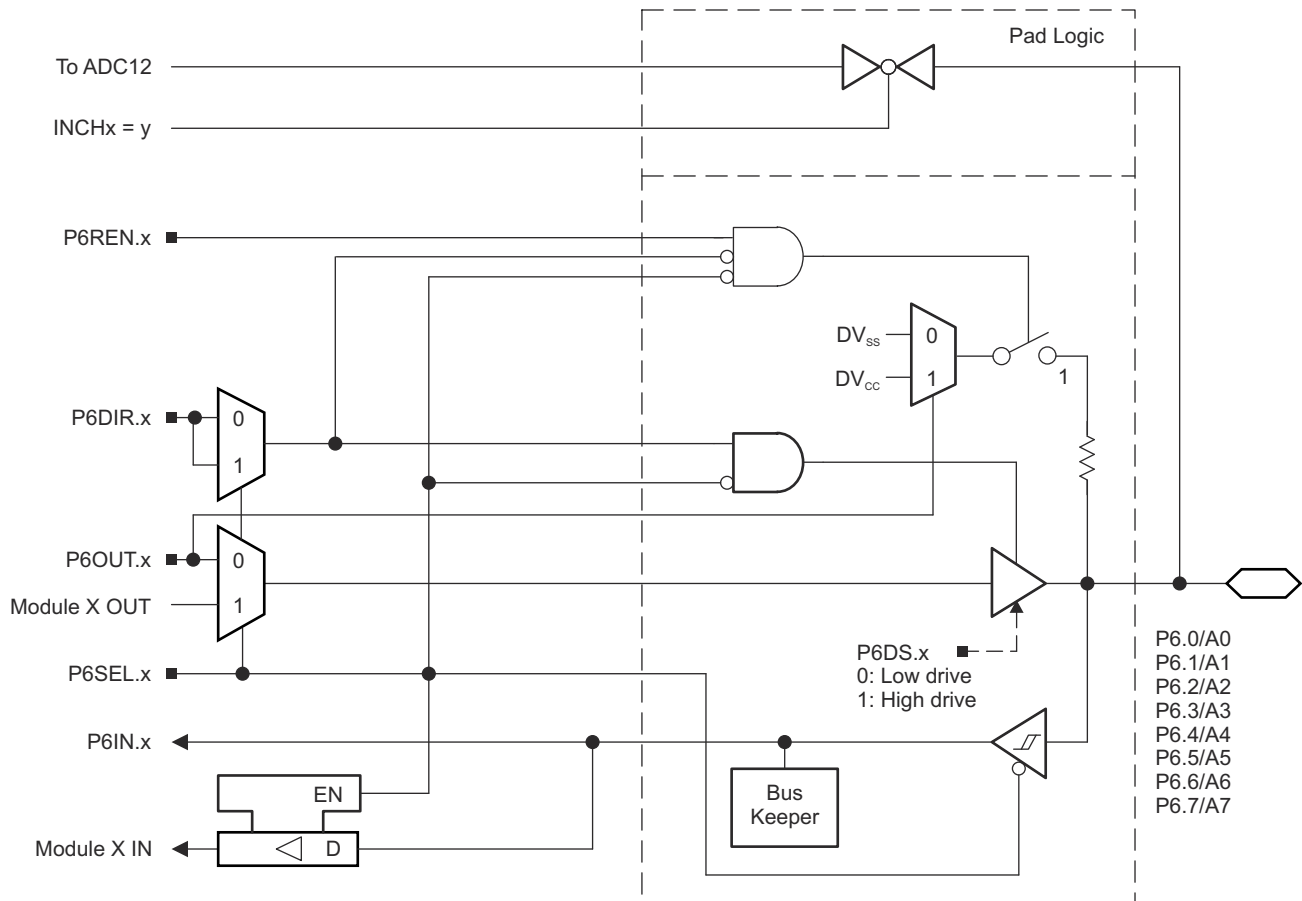 Pad Logic
To ADC12
INCHx = y
P6REN.x
DVSS
0
DVCC
1
1
P6DIR.x
0
1
P6OUT.x
0
Module X OUT
1
P6SEL.x
P6DS.x
0: Low drive
1: High drive
P6.0/A0
P6.1/A1
P6.2/A2
P6.3/A3
P6.4/A4
P6.5/A5
P6.6/A6
P6.7/A7
P6IN.x
Bus
Keeper
EN
D
Module X IN